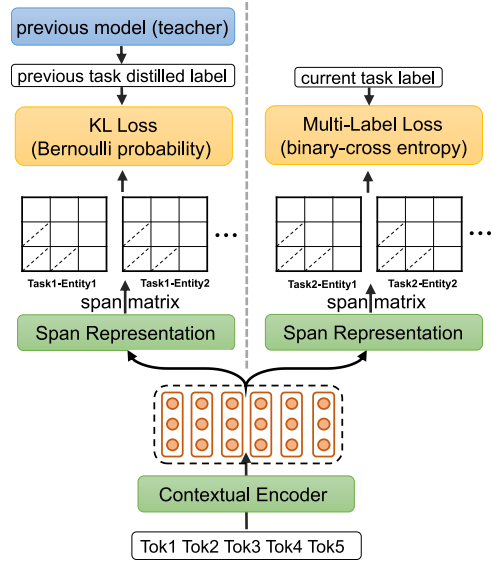 previous model (teacher)
previous task distilled label
KL Loss
(Bernoulli probability)
Task1-Entity1
Task1-Entity2
...
span matrix
Span Representation
current task label
Multi-Label Loss
(binary-cross entropy)
Task2-Entity1
Task2-Entity2
...
span matrix
Span Representation
Contextual Encoder
Tok1 Tok2 Tok3 Tok4 Tok5